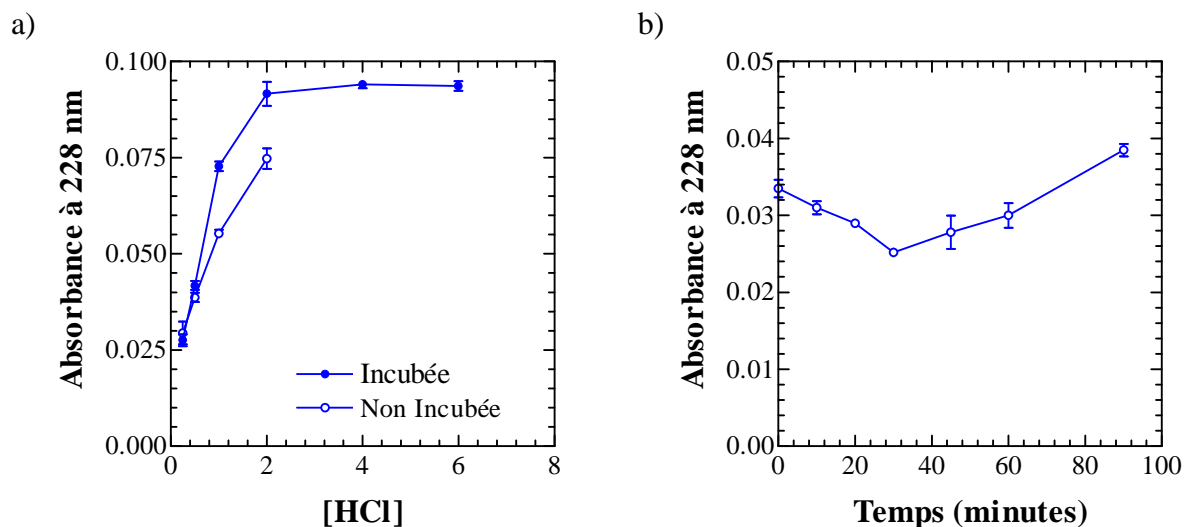 a)
Absorbance à 228 nm
0.100
0.075
0.050
0.025
0.000
0 2 4 6 8
[HCl]
Incubée
Non Incubée
b)
Absorbance à 228 nm
0.05
0.04
0.03
0.02
0.01
0.00
0 20 40 60 80 100
Temps (minutes)